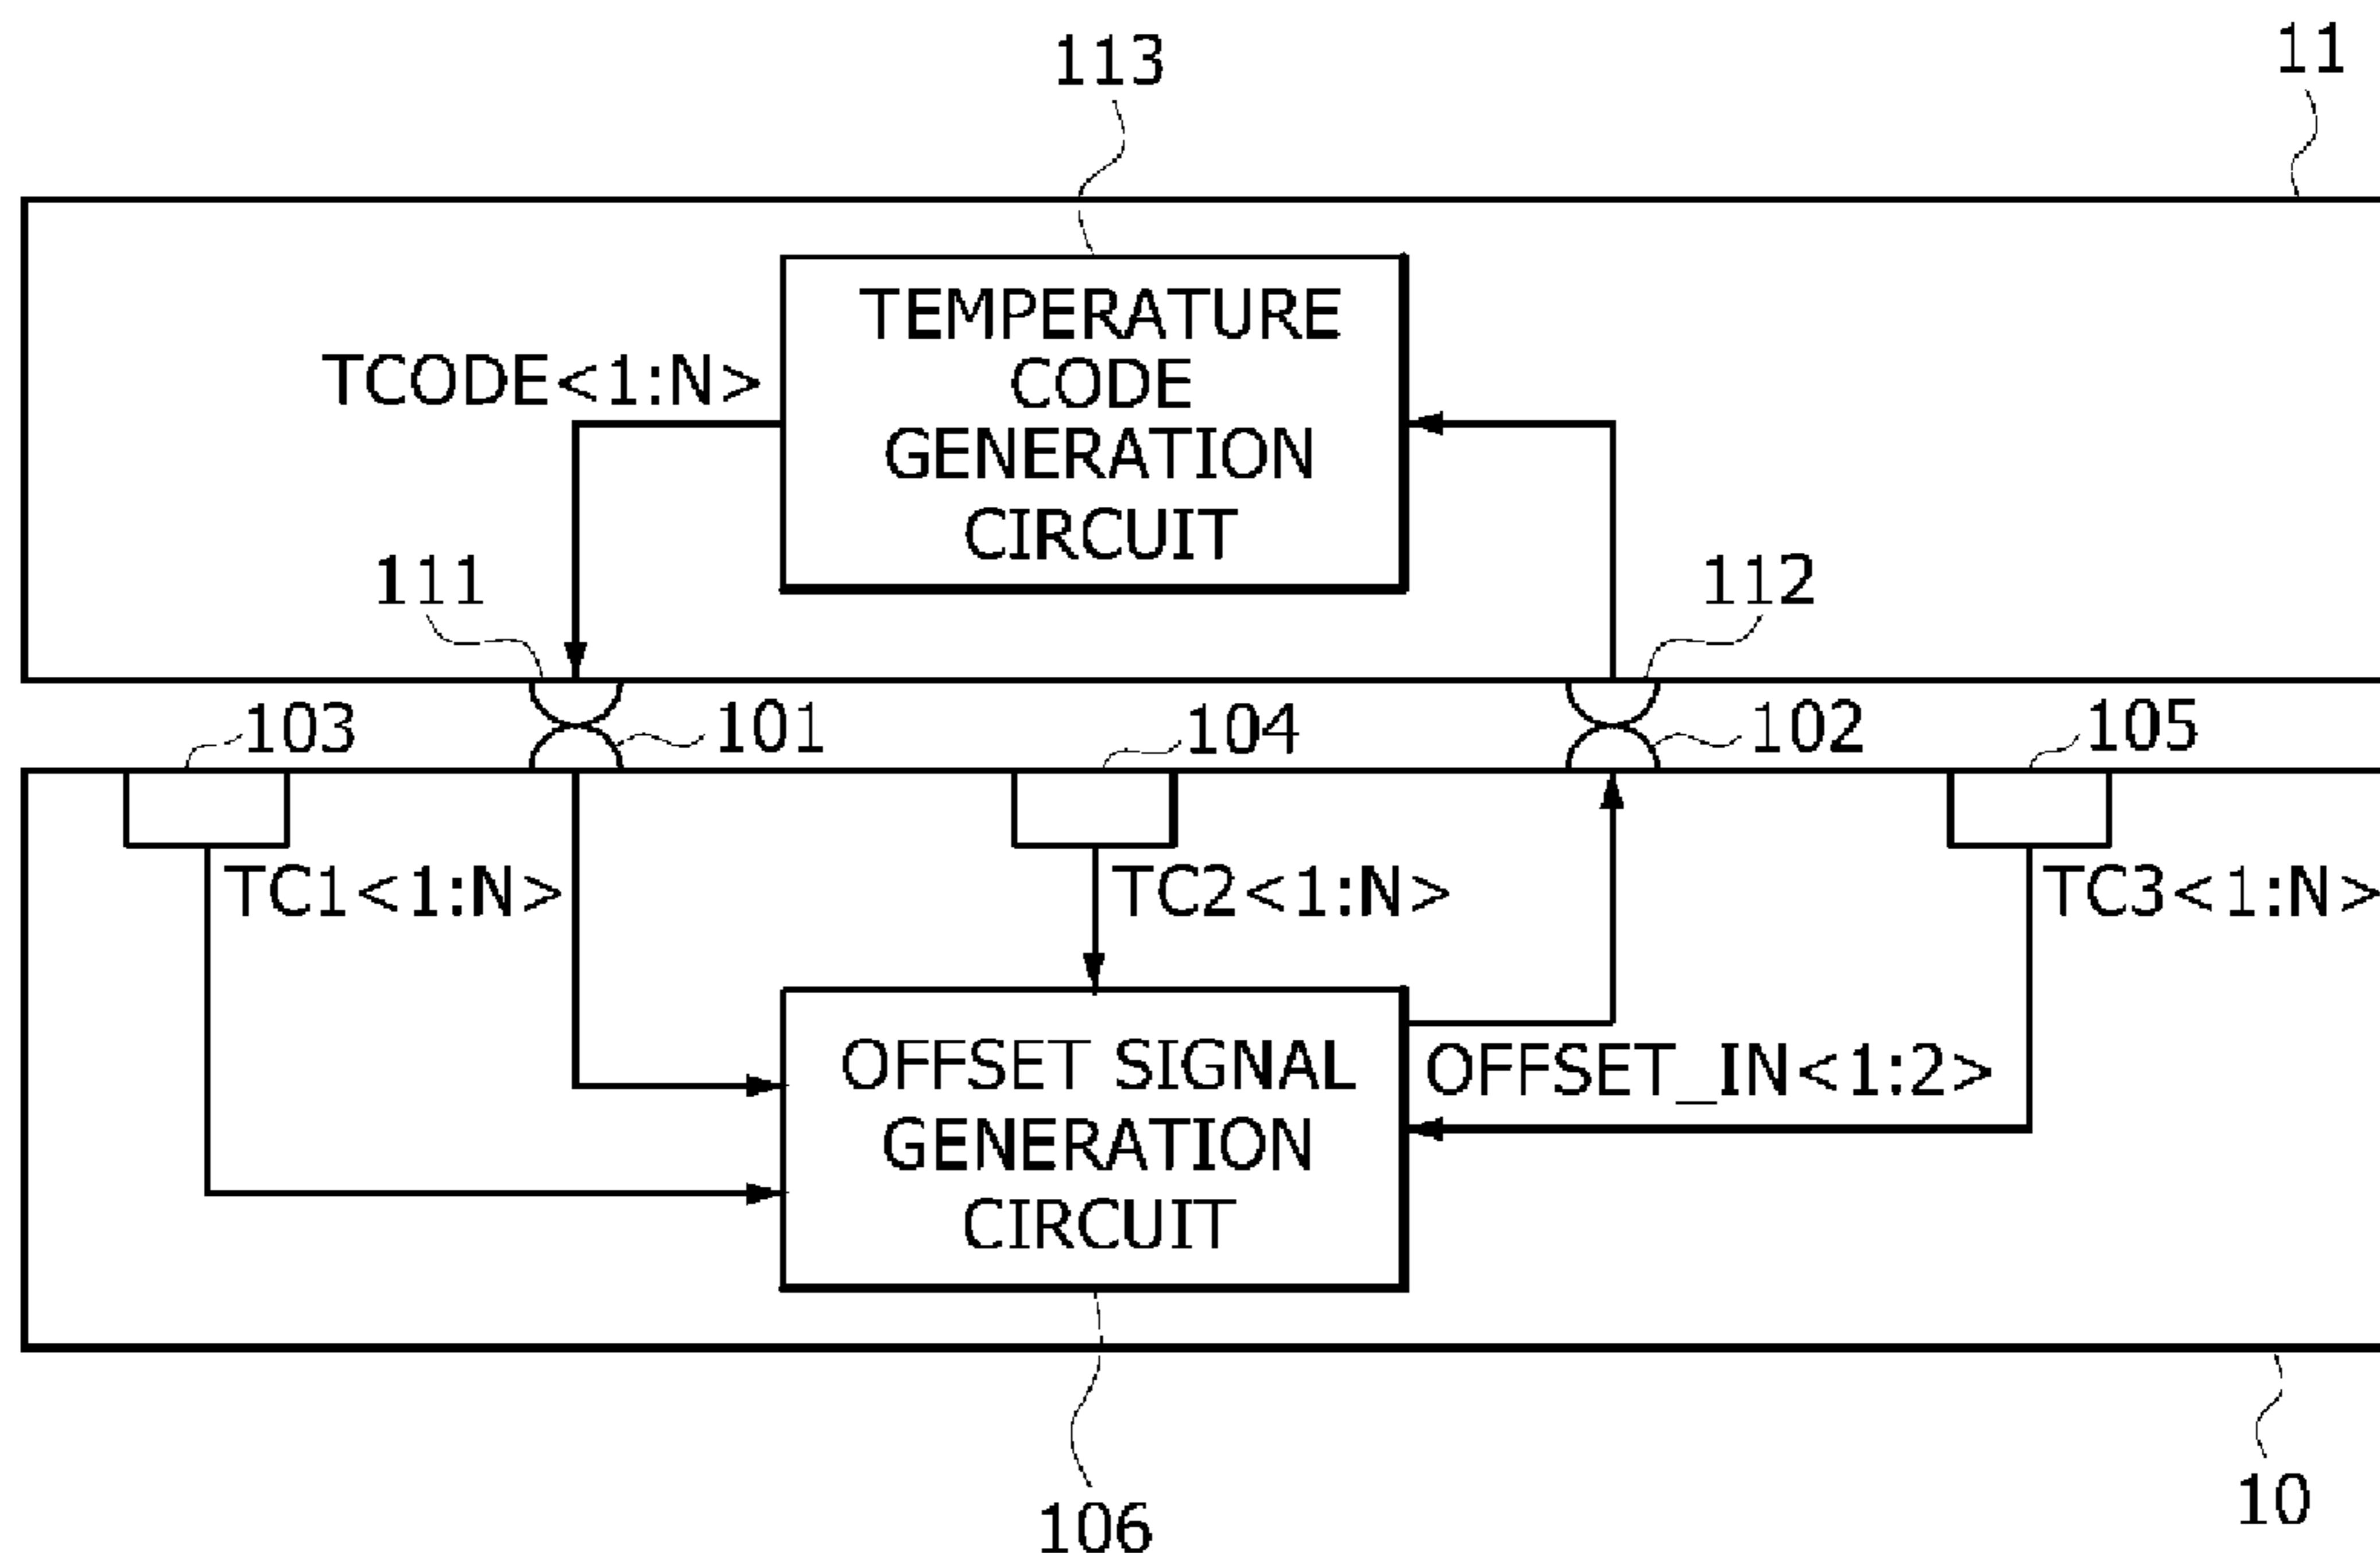 113
11
TEMPERATURE
CODE
GENERATION
CIRCUIT
TCODE<1:N>
111
112
103
101
104
102
105
TC1<1:N>
TC2<1:N>
TC3<1:N>
OFFSET SIGNAL
GENERATION
CIRCUIT
OFFSET_IN<1:2>
106
10